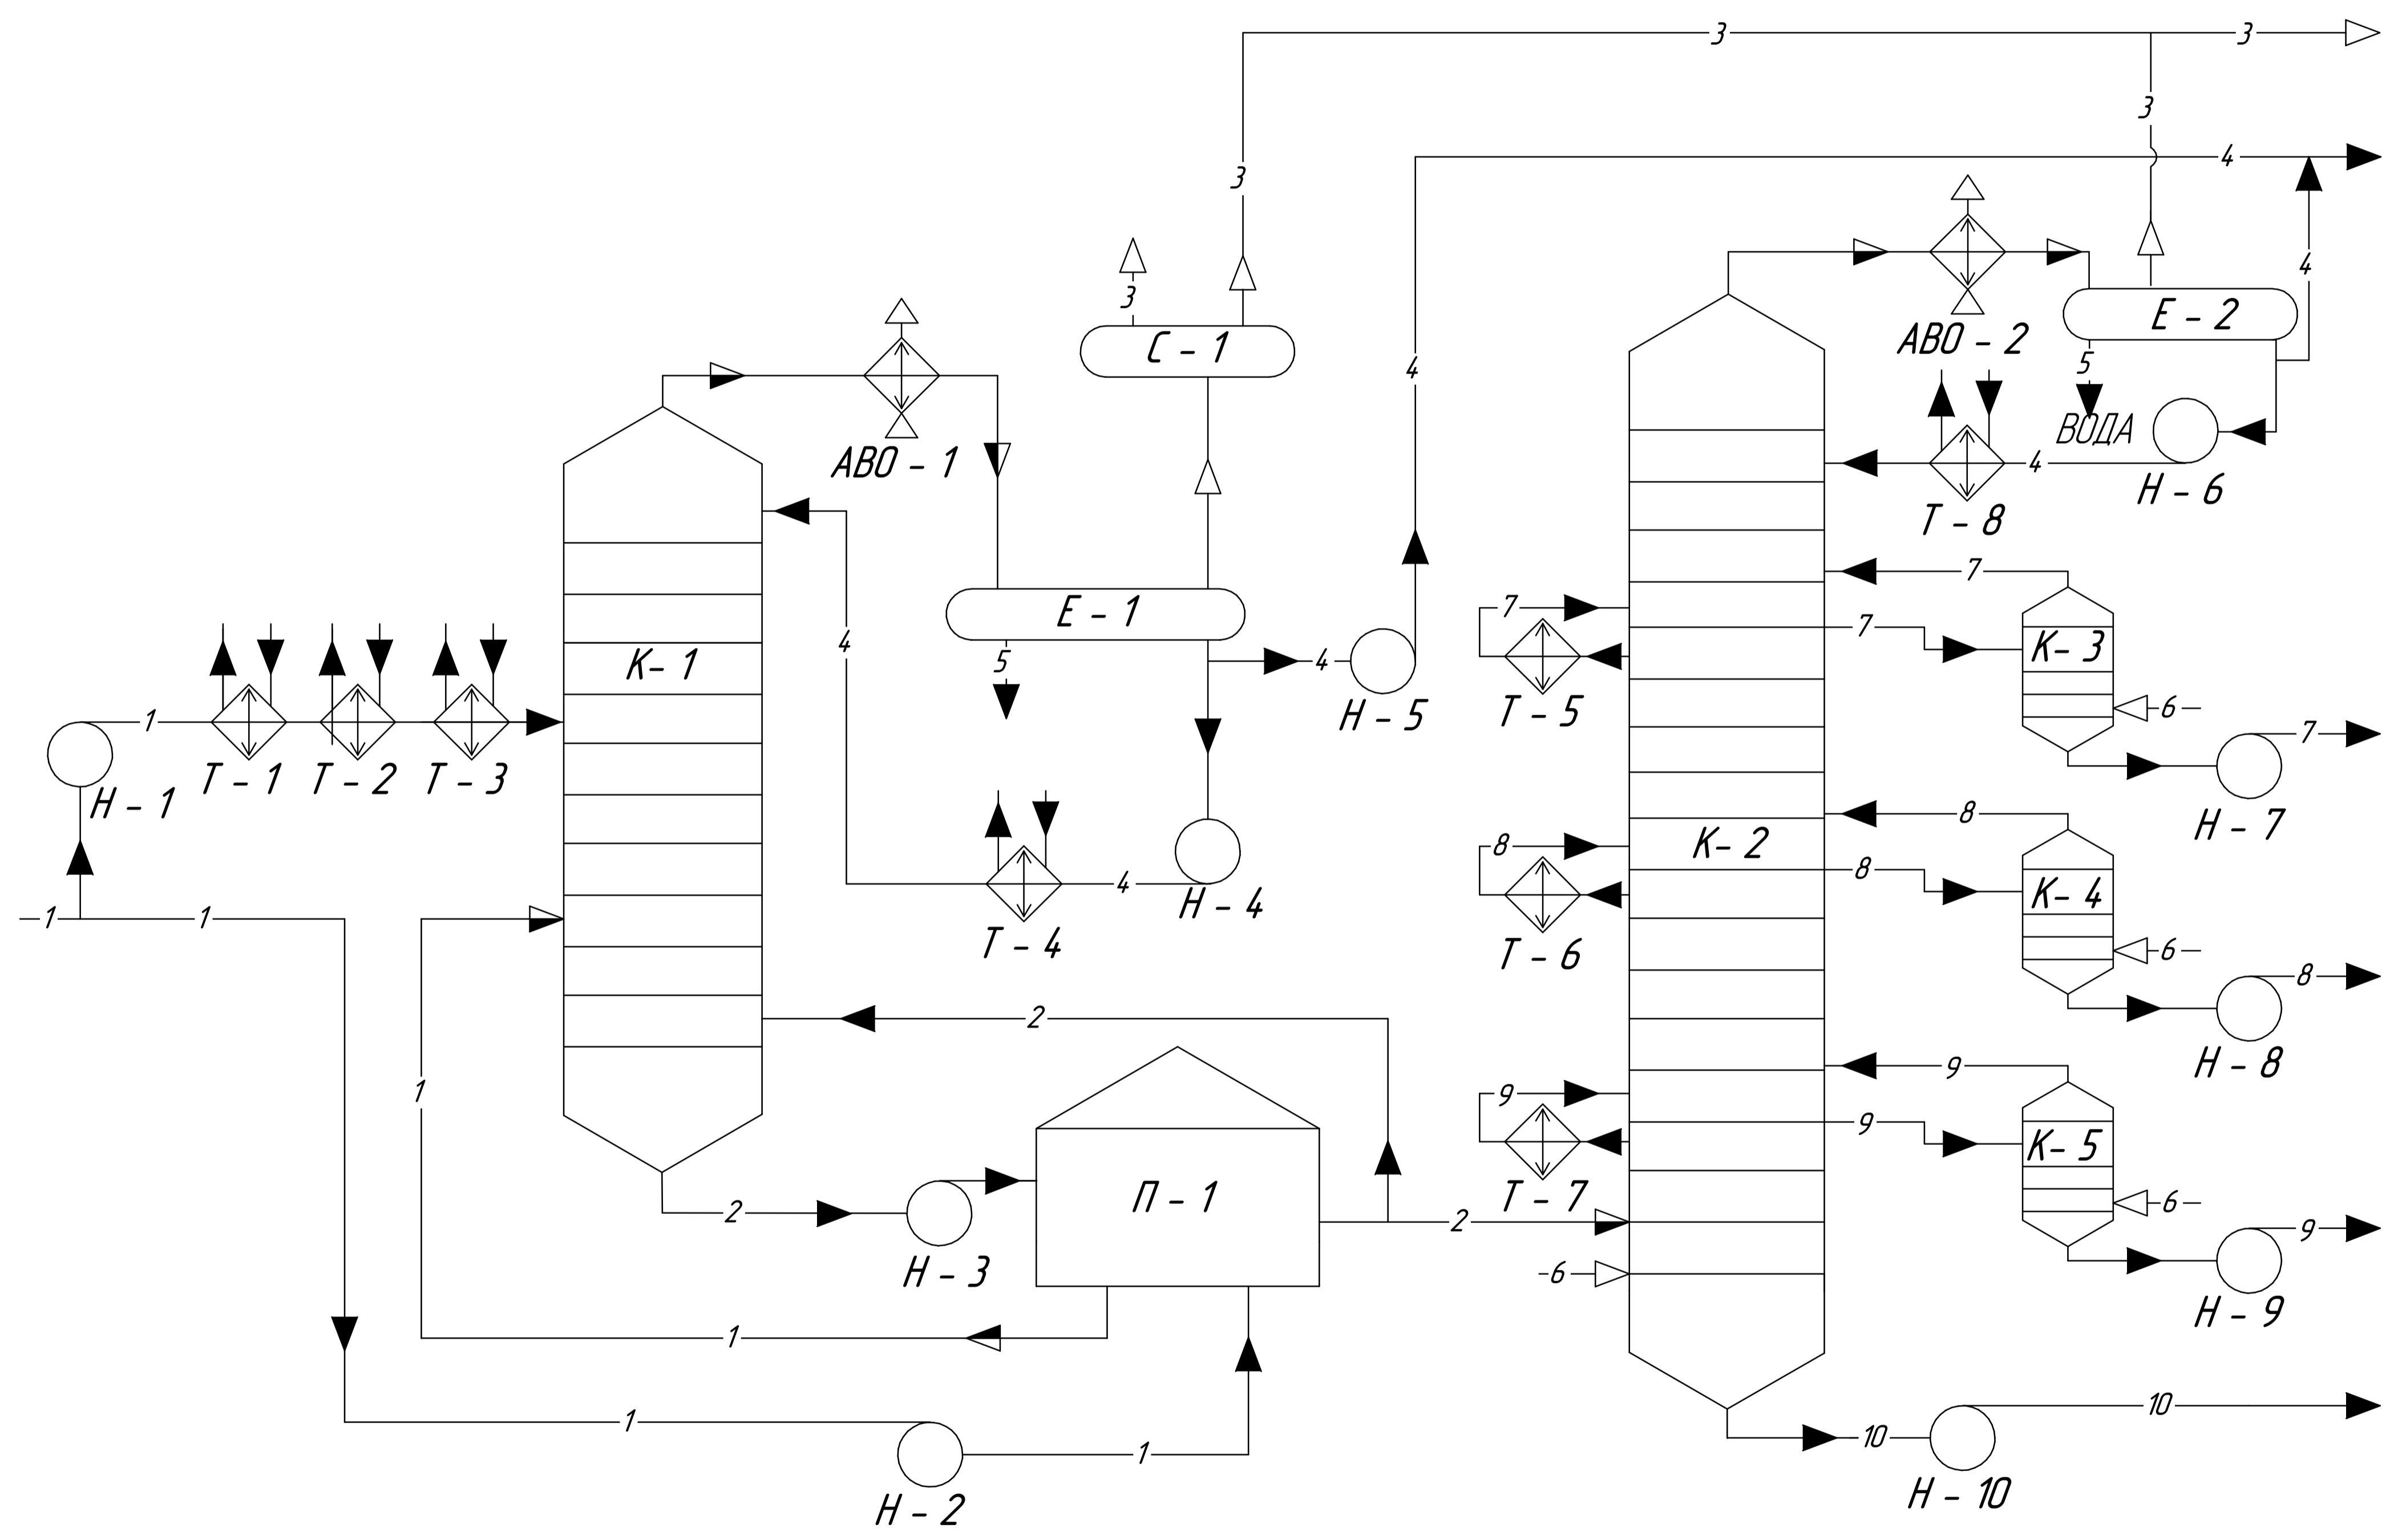 3 3
3
4
3
4
3
4
С - 1
Е - 2
АВО - 2
5
4
ВОДА
АВО - 1
4
Н - 6
Т - 8
7
7
Е - 1
7
К - 3
4
К - 1
5
4
6
Н - 5
Т - 5
1
7
Т - 1 Т - 2 Т - 3
Н - 1
Н - 7
8
8
К - 2
8
4
К - 4
Н - 4
1 1
Т - 4
Т - 6
6
8
2
Н - 8
9
1
9
9
К - 5
П - 1
Т - 7
6
2
2
9
Н - 3
6
Н - 9
1
10
1
10
1
Н - 2
Н - 10